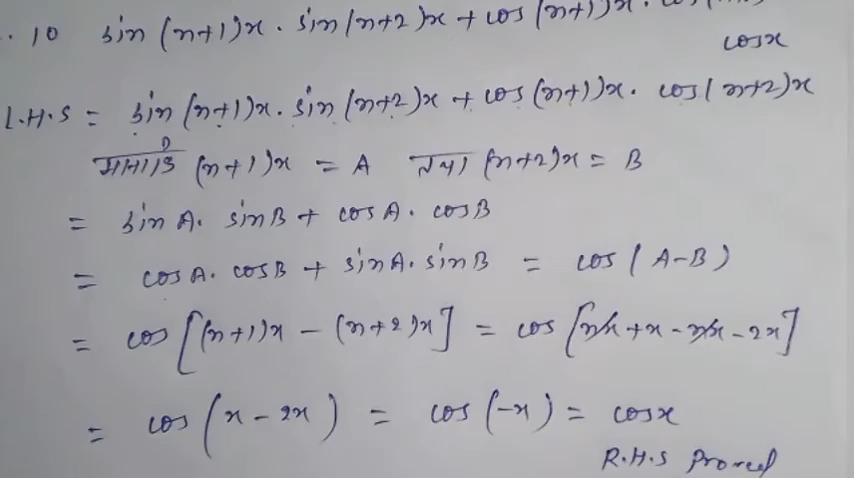 10 sin (n+1)x . sin (n+2)x + cos (n+1)x .
cosx
L.H.S = sin (n+1)x. sin (n+2)x + cos (n+1)x. cos(n+2)x
(n+1)x = A तथा (n+2)x = B
= sin A. sin B + cos A. cos B
= cos A. cos B + sin A. sin B = cos (A-B)
= cos [(n+1)x - (n+2)x] = cos [nx + x - nx - 2x]
= cos (x - 2x) = cos (-x) = cosx
R.H.S Proved